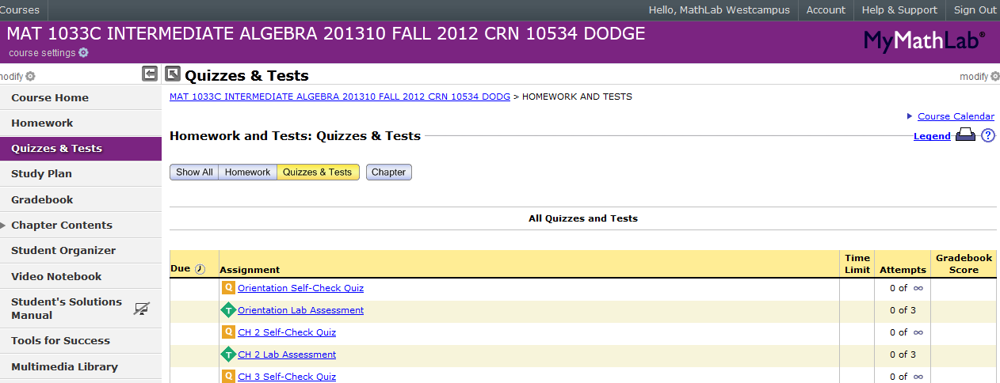 Courses
Hello, MathLab Westcampus
Account
Help & Support
Sign Out
MAT 1033C INTERMEDIATE ALGEBRA 201310 FALL 2012 CRN 10534 DODGE
course settings
MyMathLab®
modify
Quizzes & Tests
modify
Course Home
Homework
Quizzes & Tests
Study Plan
Gradebook
Chapter Contents
Student Organizer
Video Notebook
Student's Solutions
Manual
Tools for Success
Multimedia Library
MAT 1033C INTERMEDIATE ALGEBRA 201310 FALL 2012 CRN 10534 DODG > HOMEWORK AND TESTS
Course Calendar
Homework and Tests: Quizzes & Tests
Legend ?
Show All Homework Quizzes & Tests Chapter
All Quizzes and Tests
Due Assignment Time Limit Attempts Gradebook Score
Q Orientation Self-Check Quiz 0 of ∞
T Orientation Lab Assessment 0 of 3
Q CH 2 Self-Check Quiz 0 of ∞
T CH 2 Lab Assessment 0 of 3
Q CH 3 Self-Check Quiz 0 of ∞